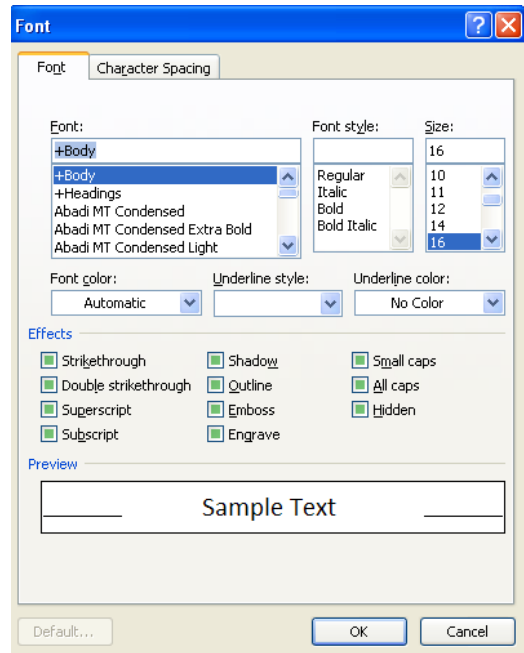 Font
Font Character Spacing
Font: Font style: Size:
+Body 16
+Body Regular 10
+Headings Italic 11
Abadi MT Condensed Bold 12
Abadi MT Condensed Extra Bold Bold Italic 14
Abadi MT Condensed Light 16
Font color: Underline style: Underline color:
Automatic No Color
Effects
Strikethrough Shadow Small caps
Double strikethrough Outline All caps
Superscript Emboss Hidden
Subscript Engrave
Preview
Sample Text
Default... OK Cancel